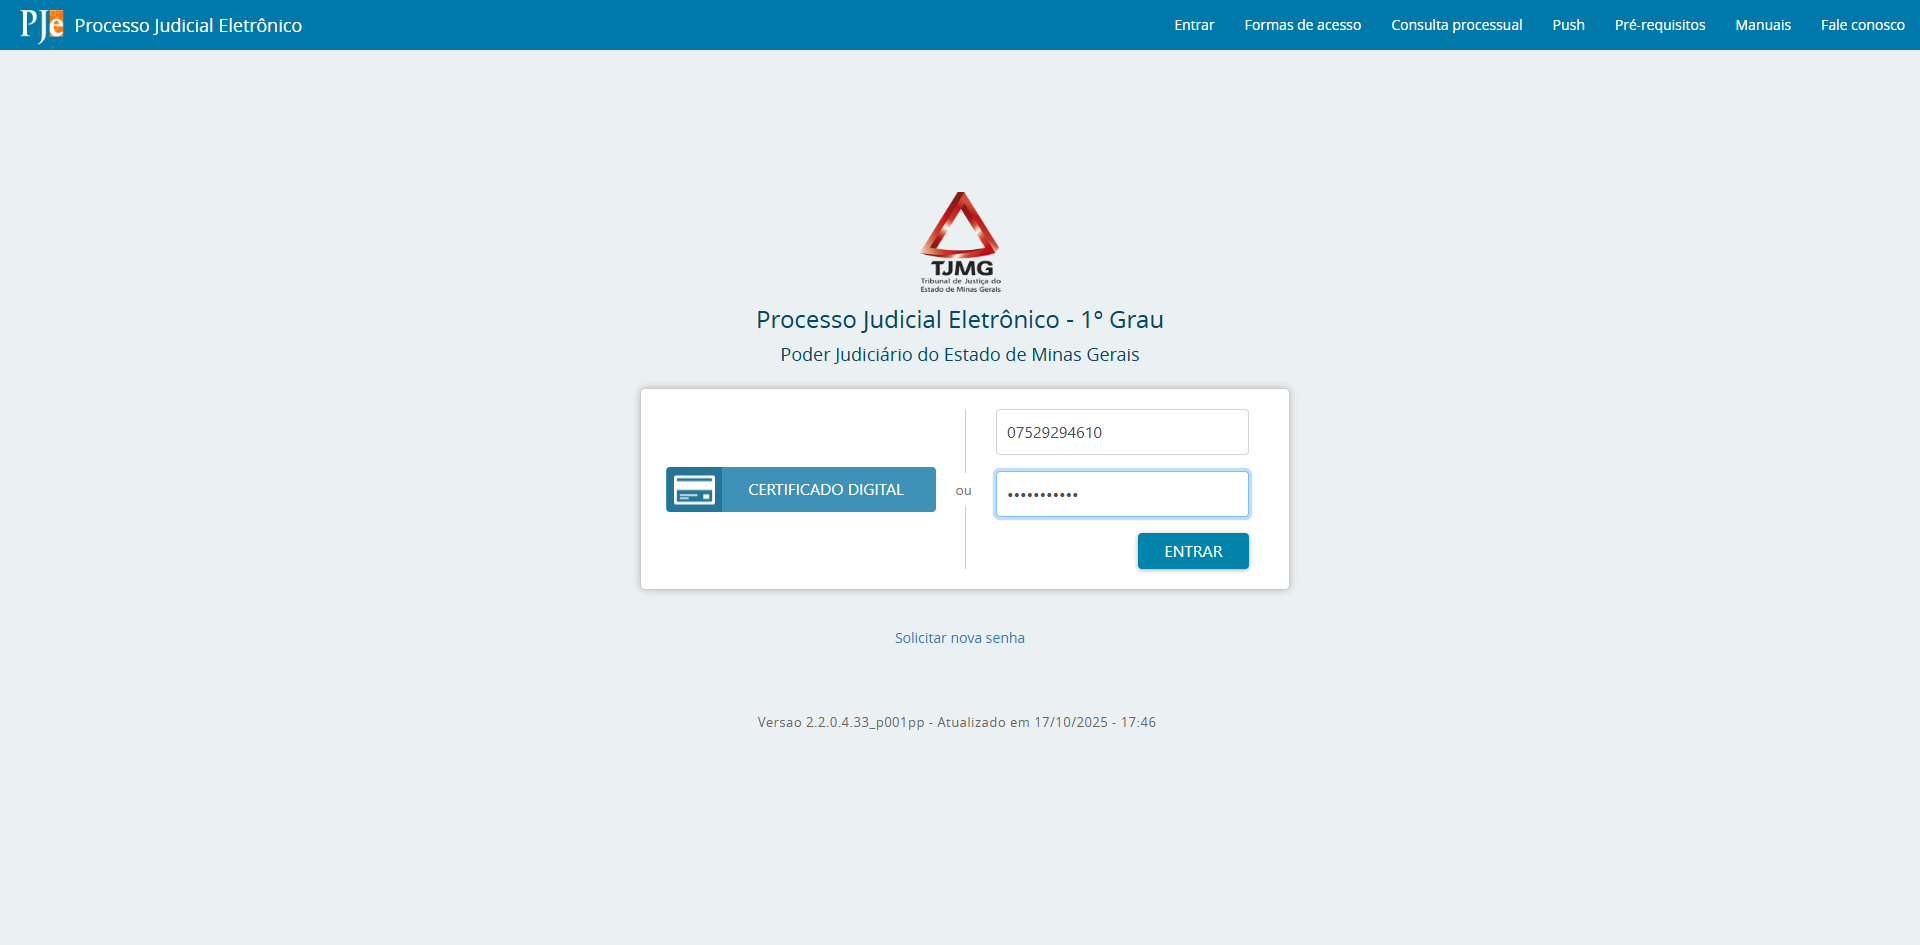 PJe Processo Judicial Eletrônico
Entrar Formas de acesso Consulta processual Push Pré-requisitos Manuais Fale conosco
TJMG
Tribunal de Justiça do
Estado de Minas Gerais
Processo Judicial Eletrônico - 1º Grau
Poder Judiciário do Estado de Minas Gerais
CERTIFICADO DIGITAL
ou
07529294610
•••••••••••
ENTRAR
Solicitar nova senha
Versao 2.2.0.4.33_p001pp - Atualizado em 17/10/2025 - 17:46